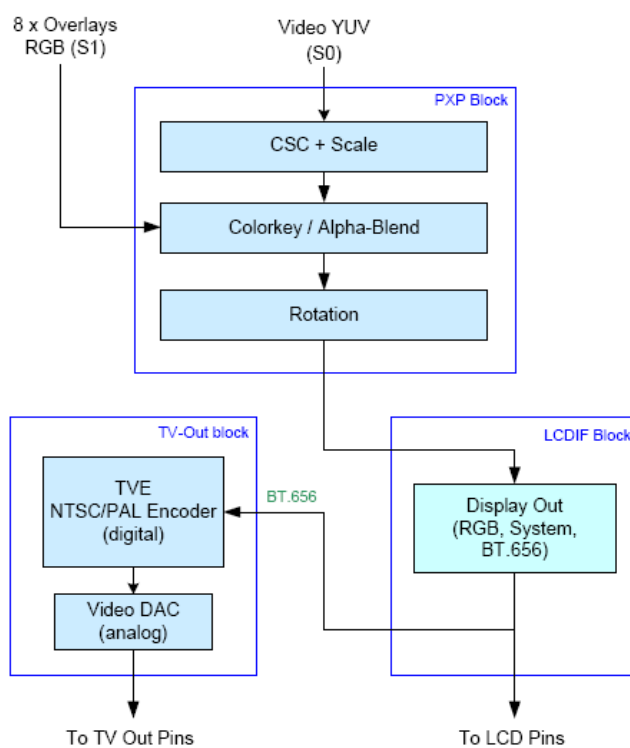 8 x Overlays
RGB (S1)
Video YUV
(S0)
PXP Block
CSC + Scale
Colorkey / Alpha-Blend
Rotation
TV-Out block
LCDIF Block
TVE
NTSC/PAL Encoder
(digital)
BT.656
Display Out
(RGB, System,
BT.656)
Video DAC
(analog)
To TV Out Pins
To LCD Pins